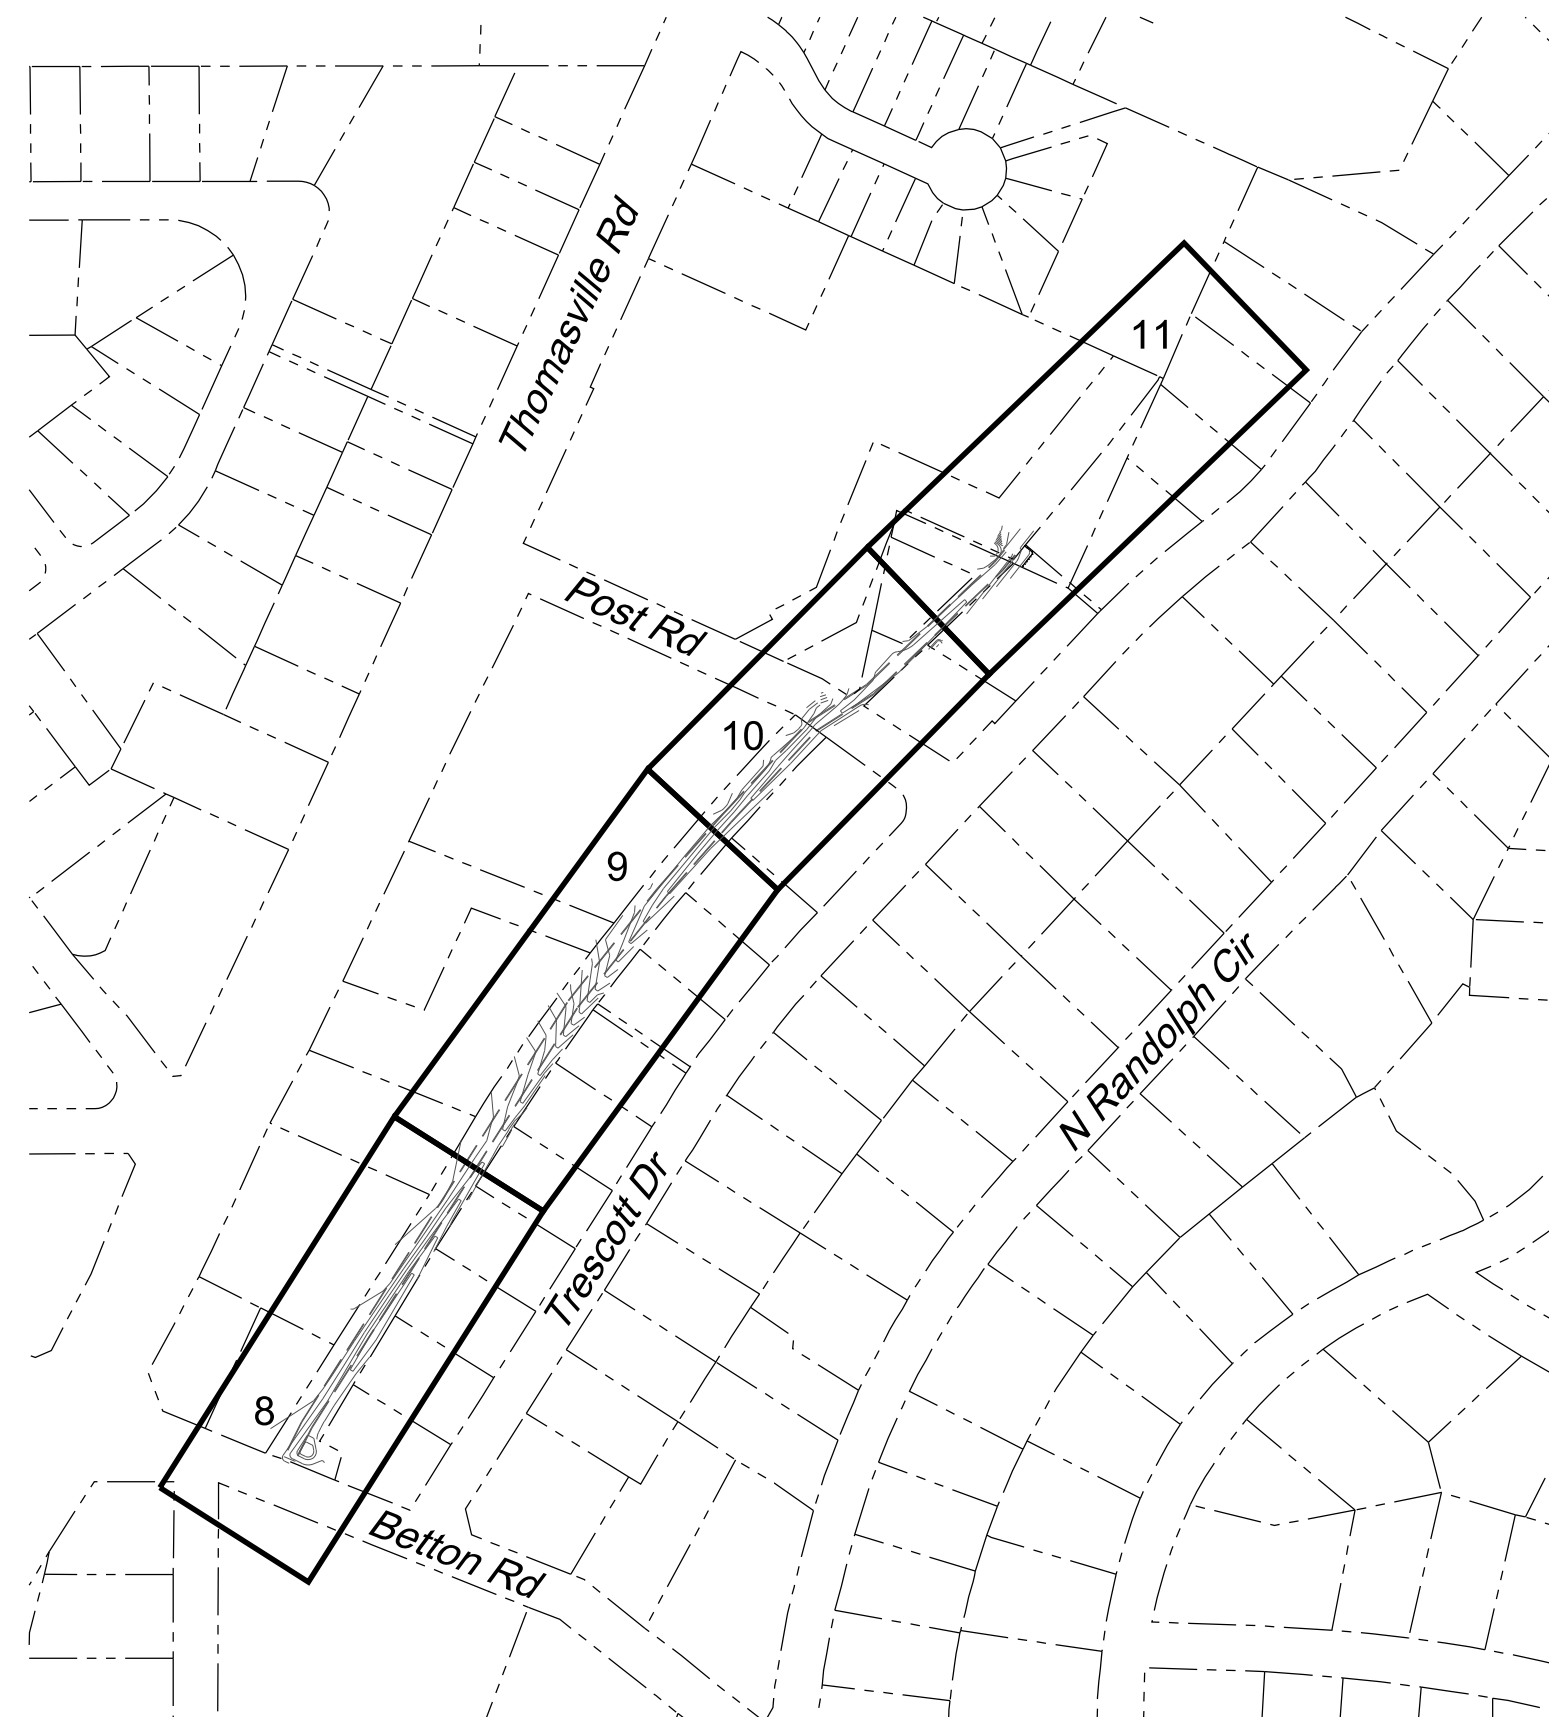 Thomasville Rd
11
Post Rd
10
9
N Randolph Cir
Trescott Dr
8
Betton Rd